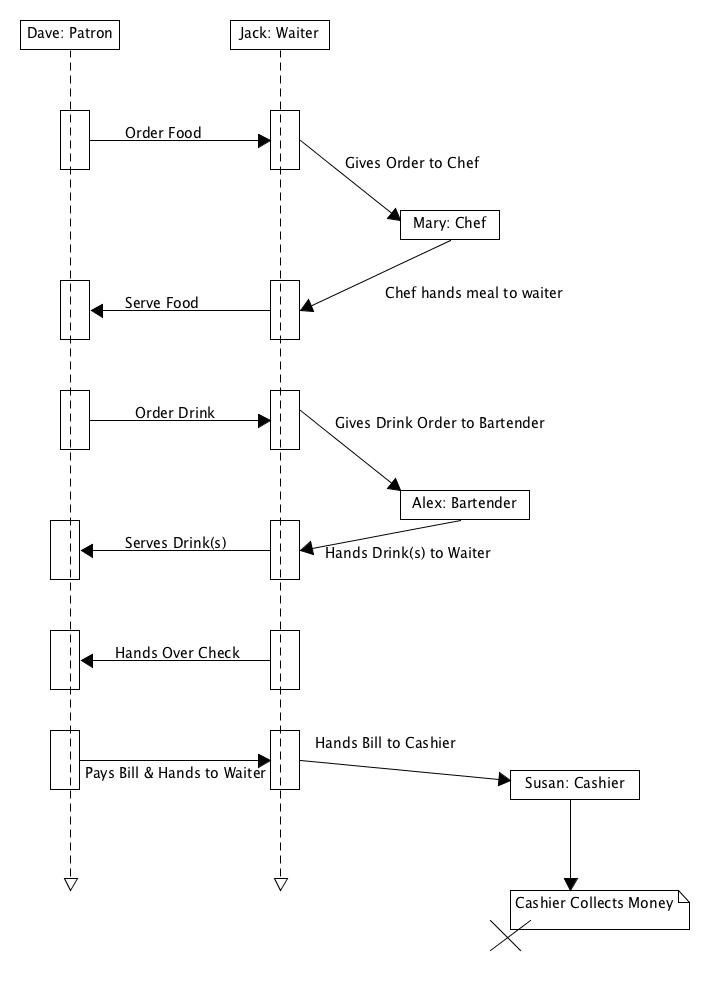 Dave: Patron
Jack: Waiter
Order Food
Gives Order to Chef
Mary: Chef
Chef hands meal to waiter
Serve Food
Order Drink
Gives Drink Order to Bartender
Alex: Bartender
Serves Drink(s)
Hands Drink(s) to Waiter
Hands Over Check
Hands Bill to Cashier
Pays Bill & Hands to Waiter
Susan: Cashier
Cashier Collects Money